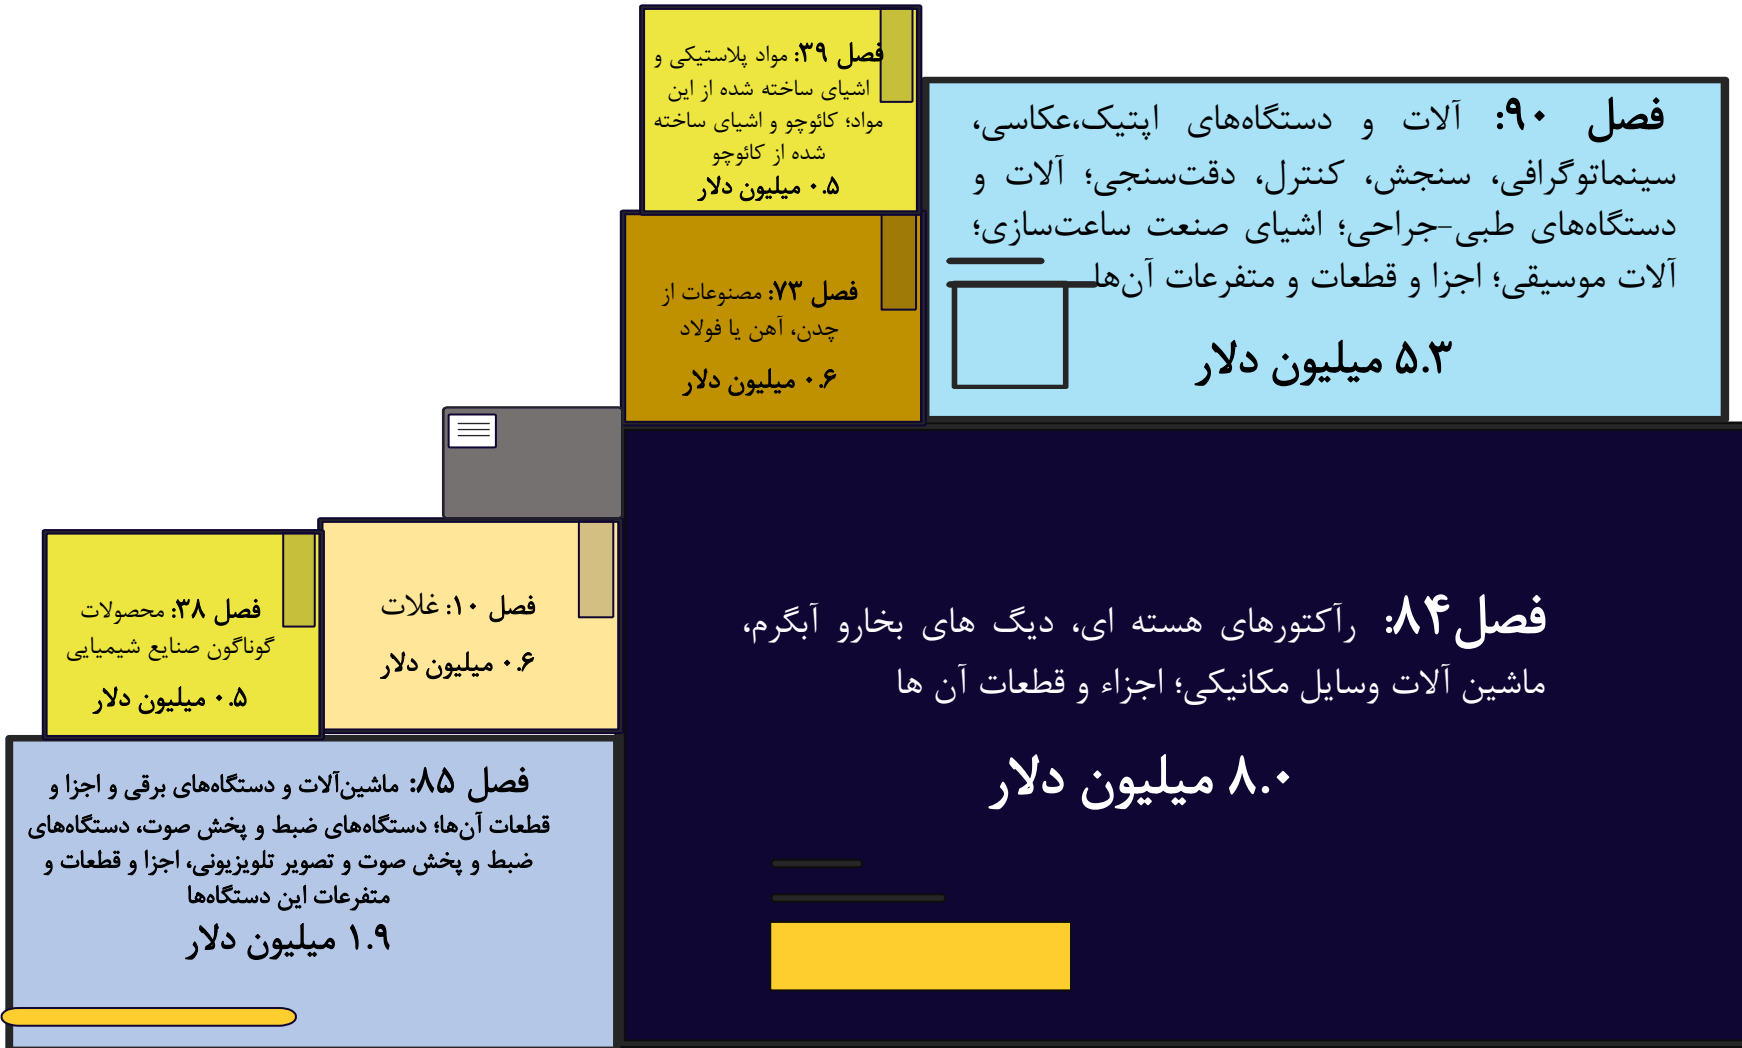 فصل ۳۹: مواد پلاستیکی و
اشیای ساخته شده از این
مواد؛ کائوچو و اشیای ساخته
شده از کائوچو
۰.۵ میلیون دلار
فصل ۹۰: آلات و دستگاه‌های اپتیک،عکاسی،
سینماتوگرافی، سنجش، کنترل، دقت‌سنجی؛ آلات و
دستگاه‌های طبی-جراحی؛ اشیای صنعت ساعت‌سازی؛
آلات موسیقی؛ اجزا و قطعات و متفرعات آن‌ها
۵.۳ میلیون دلار
فصل ۷۳: مصنوعات از
چدن، آهن یا فولاد
۰.۶ میلیون دلار
فصل۸۴: رآکتورهای هسته ای، دیگ های بخارو آبگرم،
ماشین آلات وسایل مکانیکی؛ اجزاء و قطعات آن ها
۸.۰ میلیون دلار
فصل ۱۰: غلات
۰.۶ میلیون دلار
فصل ۳۸: محصولات
گوناگون صنایع شیمیایی
۰.۵ میلیون دلار
فصل ۸۵: ماشین‌آلات و دستگاه‌های برقی و اجزا و
قطعات آن‌ها؛ دستگاه‌های ضبط و پخش صوت، دستگاه‌های
ضبط و پخش صوت و تصویر تلویزیونی، اجزا و قطعات و
متفرعات این دستگاه‌ها
۱.۹ میلیون دلار